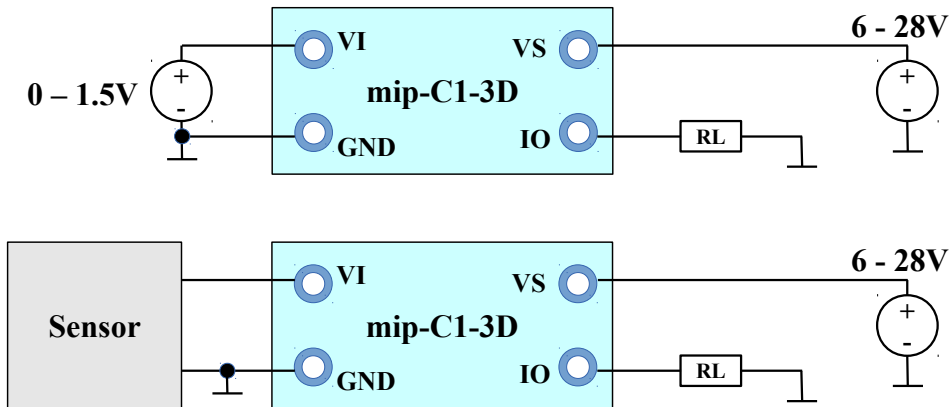 6 - 28V
VI
VS
+
+
0 – 1.5V
mip-C1-3D
-
-
GND
IO
RL
6 - 28V
VI
VS
+
Sensor
mip-C1-3D
-
GND
IO
RL